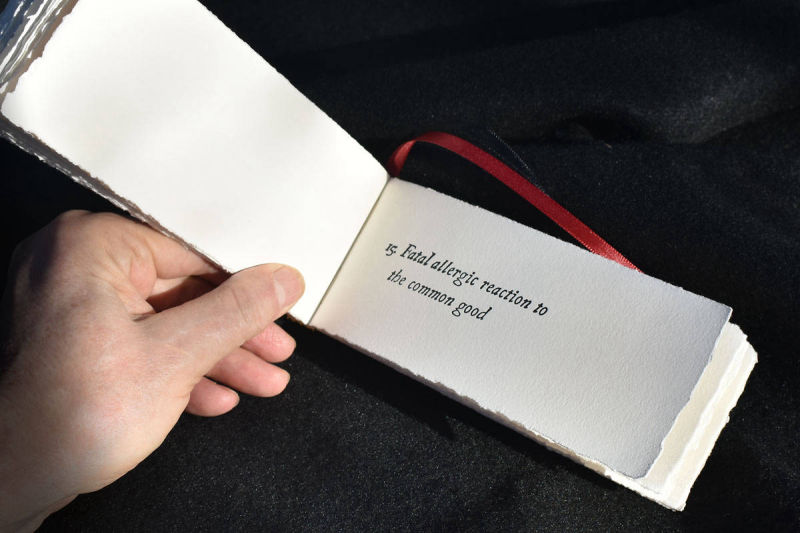 15. Fatal allergic reaction to
the common good